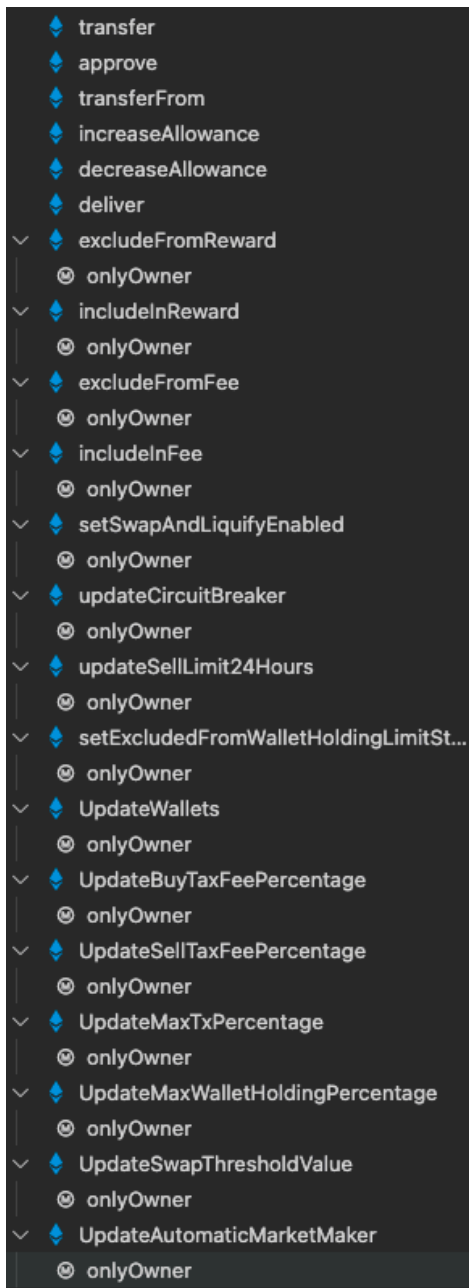 transfer
approve
transferFrom
increaseAllowance
decreaseAllowance
deliver
excludeFromReward
onlyOwner
includeInReward
onlyOwner
excludeFromFee
onlyOwner
includeInFee
onlyOwner
setSwapAndLiquifyEnabled
onlyOwner
updateCircuitBreaker
onlyOwner
updateSellLimit24Hours
onlyOwner
setExcludedFromWalletHoldingLimitSt...
onlyOwner
UpdateWallets
onlyOwner
UpdateBuyTaxFeePercentage
onlyOwner
UpdateSellTaxFeePercentage
onlyOwner
UpdateMaxTxPercentage
onlyOwner
UpdateMaxWalletHoldingPercentage
onlyOwner
UpdateSwapThresholdValue
onlyOwner
UpdateAutomaticMarketMaker
onlyOwner